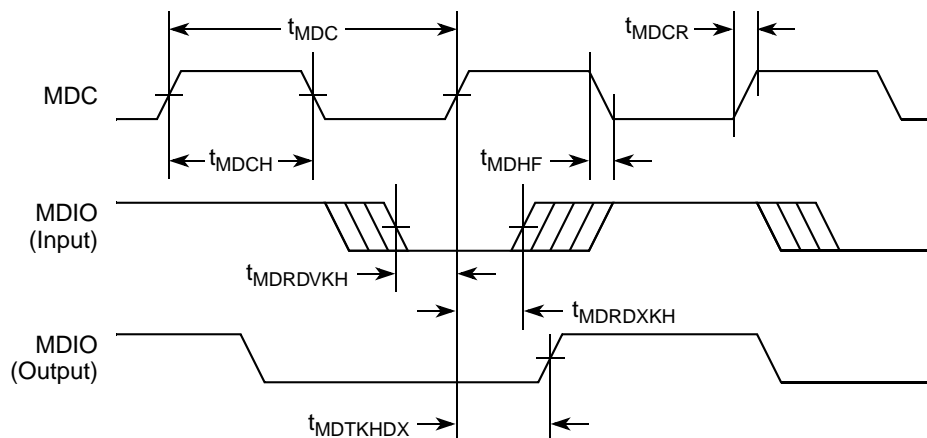 tMDC
tMDCR
MDC
tMDCH
tMDHF
MDIO
(Input)
tMDRDVKH
tMDRDXKH
MDIO
(Output)
tMDTKHDX